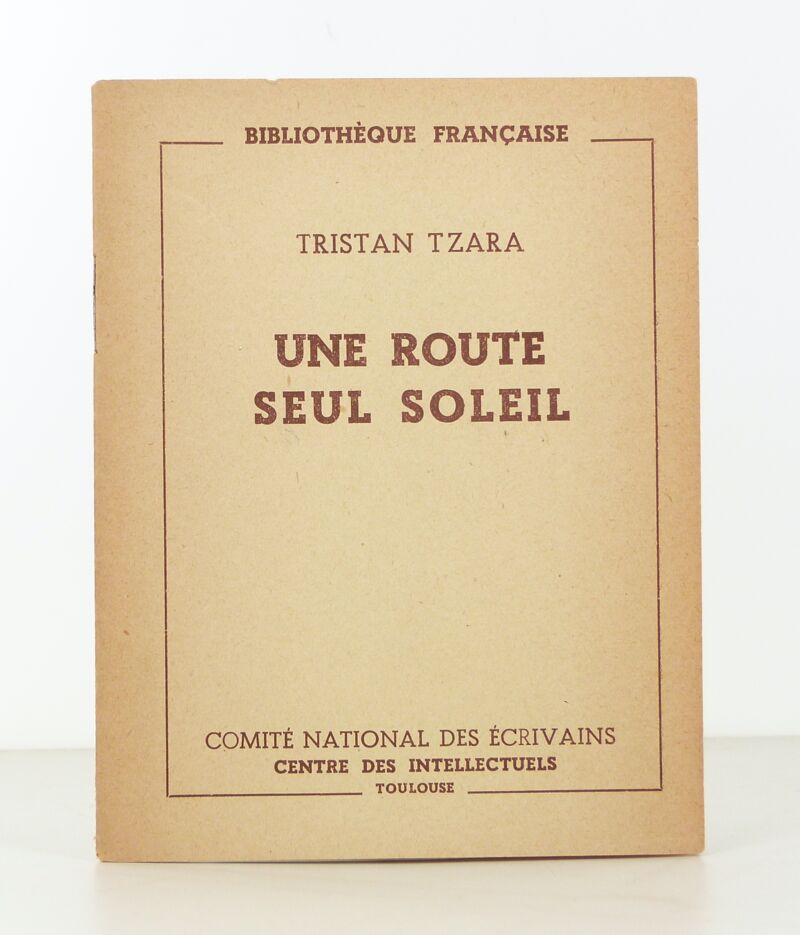 BIBLIOTHÈQUE FRANÇAISE
TRISTAN TZARA
UNE ROUTE
SEUL SOLEIL
COMITÉ NATIONAL DES ÉCRIVAINS
CENTRE DES INTELLECTUELS
TOULOUSE